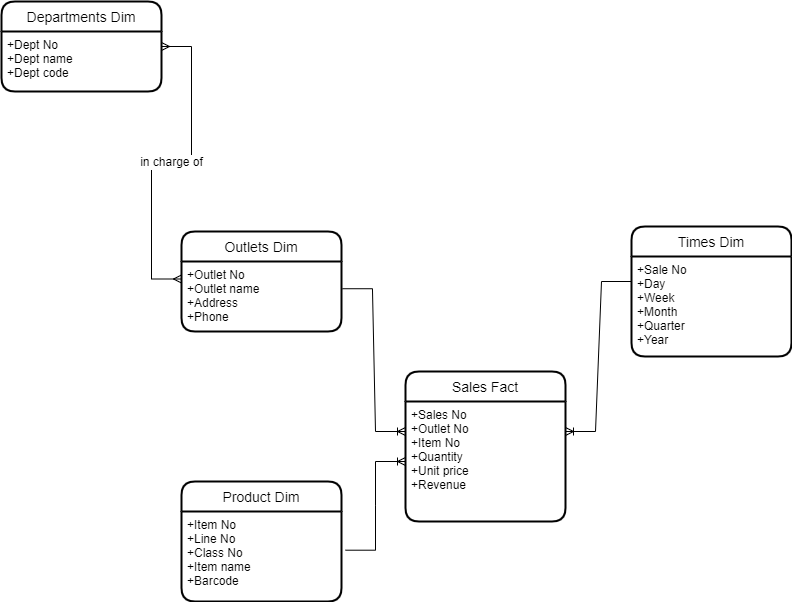 Departments Dim
+Dept No
+Dept name
+Dept code
in charge of
Outlets Dim
+Outlet No
+Outlet name
+Address
+Phone
Times Dim
+Sale No
+Day
+Week
+Month
+Quarter
+Year
Sales Fact
+Sales No
+Outlet No
+Item No
+Quantity
+Unit price
+Revenue
Product Dim
+Item No
+Line No
+Class No
+Item name
+Barcode